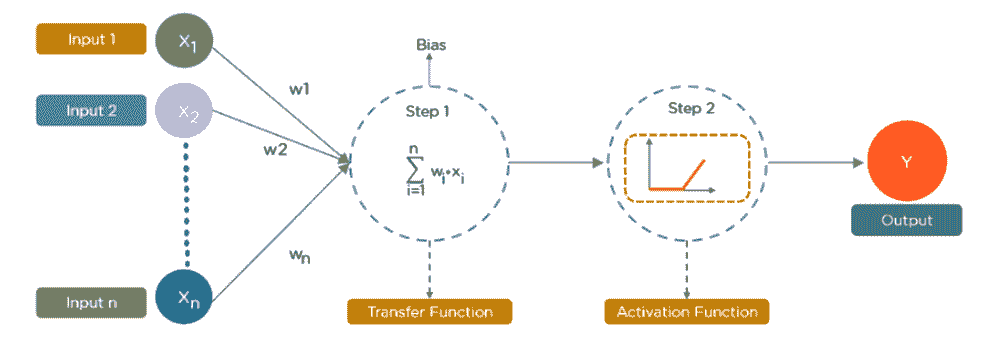 Input 1
X1
Bias
w1
Input 2
X2
w2
Step 1
n
∑ wi•xi
i=1
Step 2
Y
Output
wn
Input n
Xn
Transfer Function
Activation Function